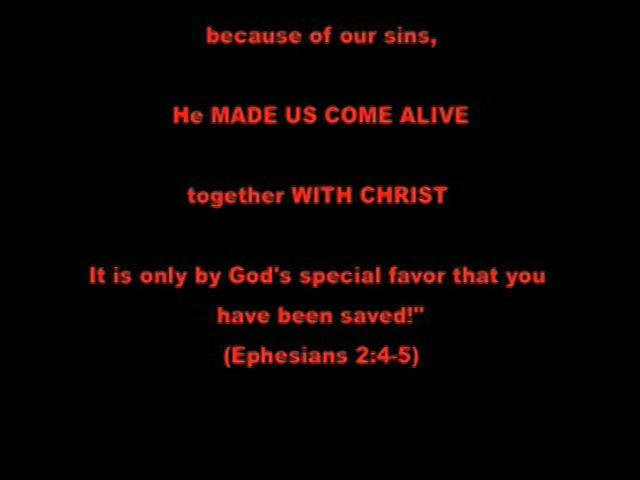 because of our sins,
He MADE US COME ALIVE
together WITH CHRIST
It is only by God's special favor that you
have been saved!"
(Ephesians 2:4-5)